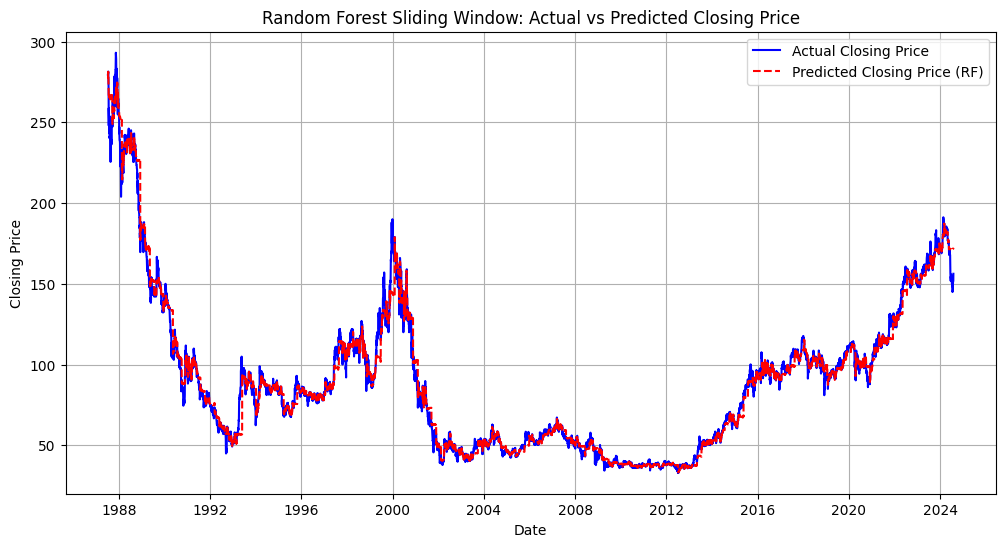 Random Forest Sliding Window: Actual vs Predicted Closing Price
Actual Closing Price
Predicted Closing Price (RF)
Closing Price
300
250
200
150
100
50
1988 1992 1996 2000 2004 2008 2012 2016 2020 2024
Date